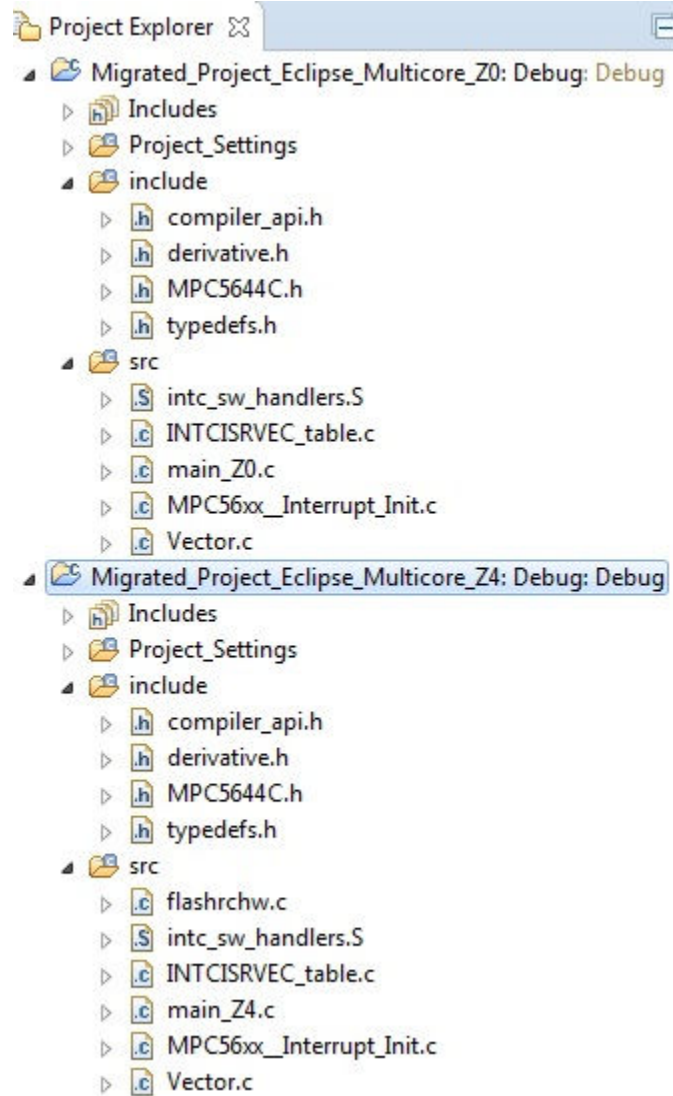 Project Explorer
Migrated_Project_Eclipse_Multicore_Z0: Debug: Debug
Includes
Project_Settings
include
.h compiler_api.h
.h derivative.h
.h MPC5644C.h
.h typedefs.h
src
.S intc_sw_handlers.S
.c INTCISRVEC_table.c
.c main_Z0.c
.c MPC56xx__Interrupt_Init.c
.c Vector.c
Migrated_Project_Eclipse_Multicore_Z4: Debug: Debug
Includes
Project_Settings
include
.h compiler_api.h
.h derivative.h
.h MPC5644C.h
.h typedefs.h
src
.c flashrchw.c
.S intc_sw_handlers.S
.c INTCISRVEC_table.c
.c main_Z4.c
.c MPC56xx__Interrupt_Init.c
.c Vector.c